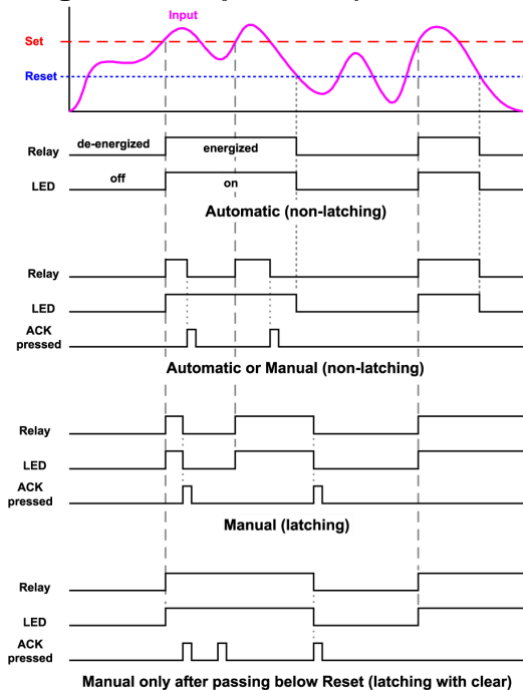 Input
Set
Reset
de-energized energized
Relay
off on
LED
Automatic (non-latching)
Relay
LED
ACK
pressed
Automatic or Manual (non-latching)
Relay
LED
ACK
pressed
Manual (latching)
Relay
LED
ACK
pressed
Manual only after passing below Reset (latching with clear)